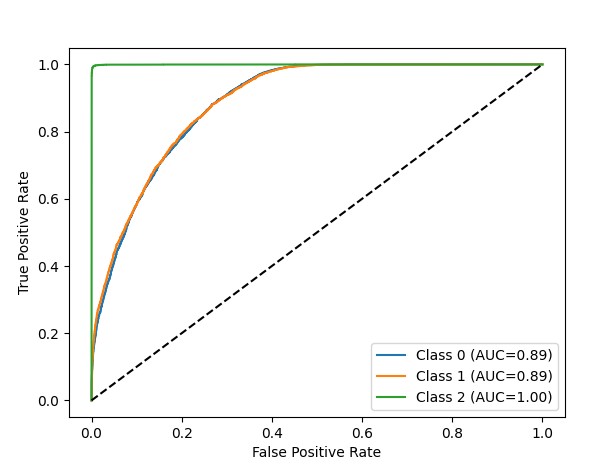 1.0
0.8
0.6
0.4
0.2
0.0
True Positive Rate
Class 0 (AUC=0.89)
Class 1 (AUC=0.89)
Class 2 (AUC=1.00)
0.0 0.2 0.4 0.6 0.8 1.0
False Positive Rate